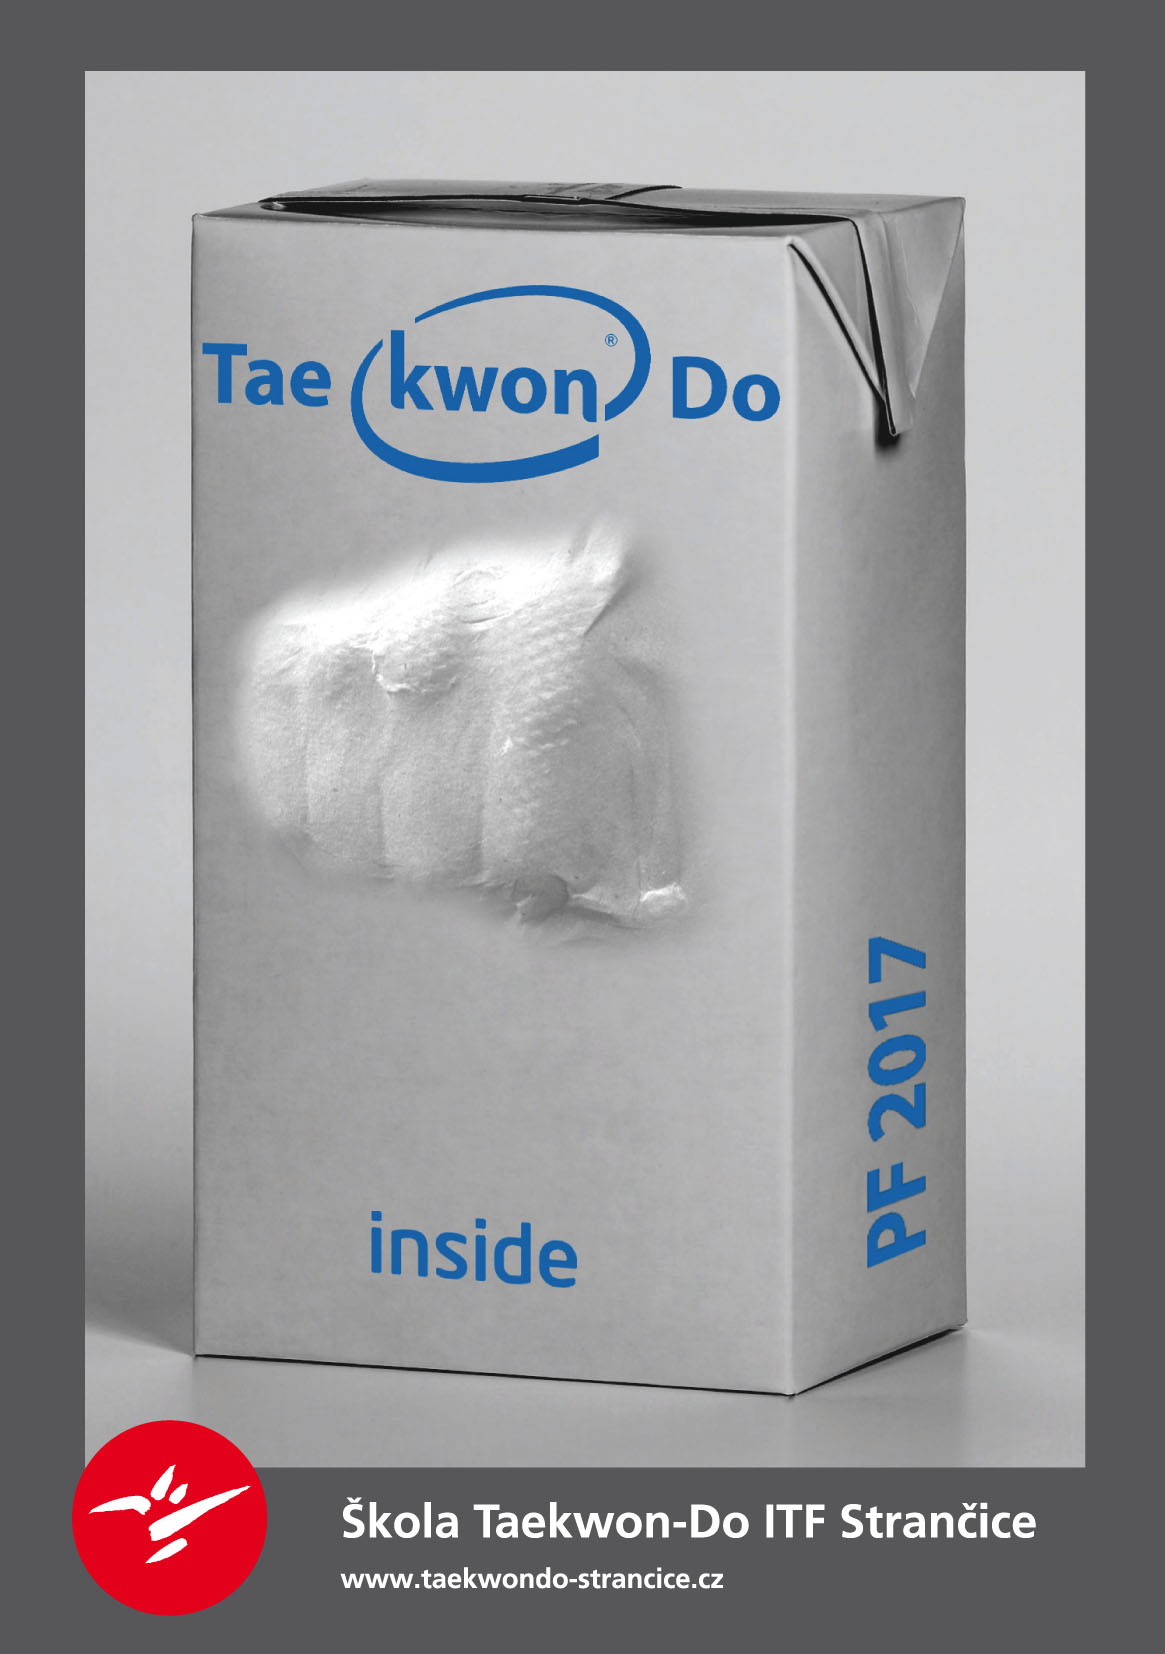 Tae kwon® Do
inside
PF 2017
Škola Taekwon-Do ITF Strančice
www.taekwondo-strancice.cz